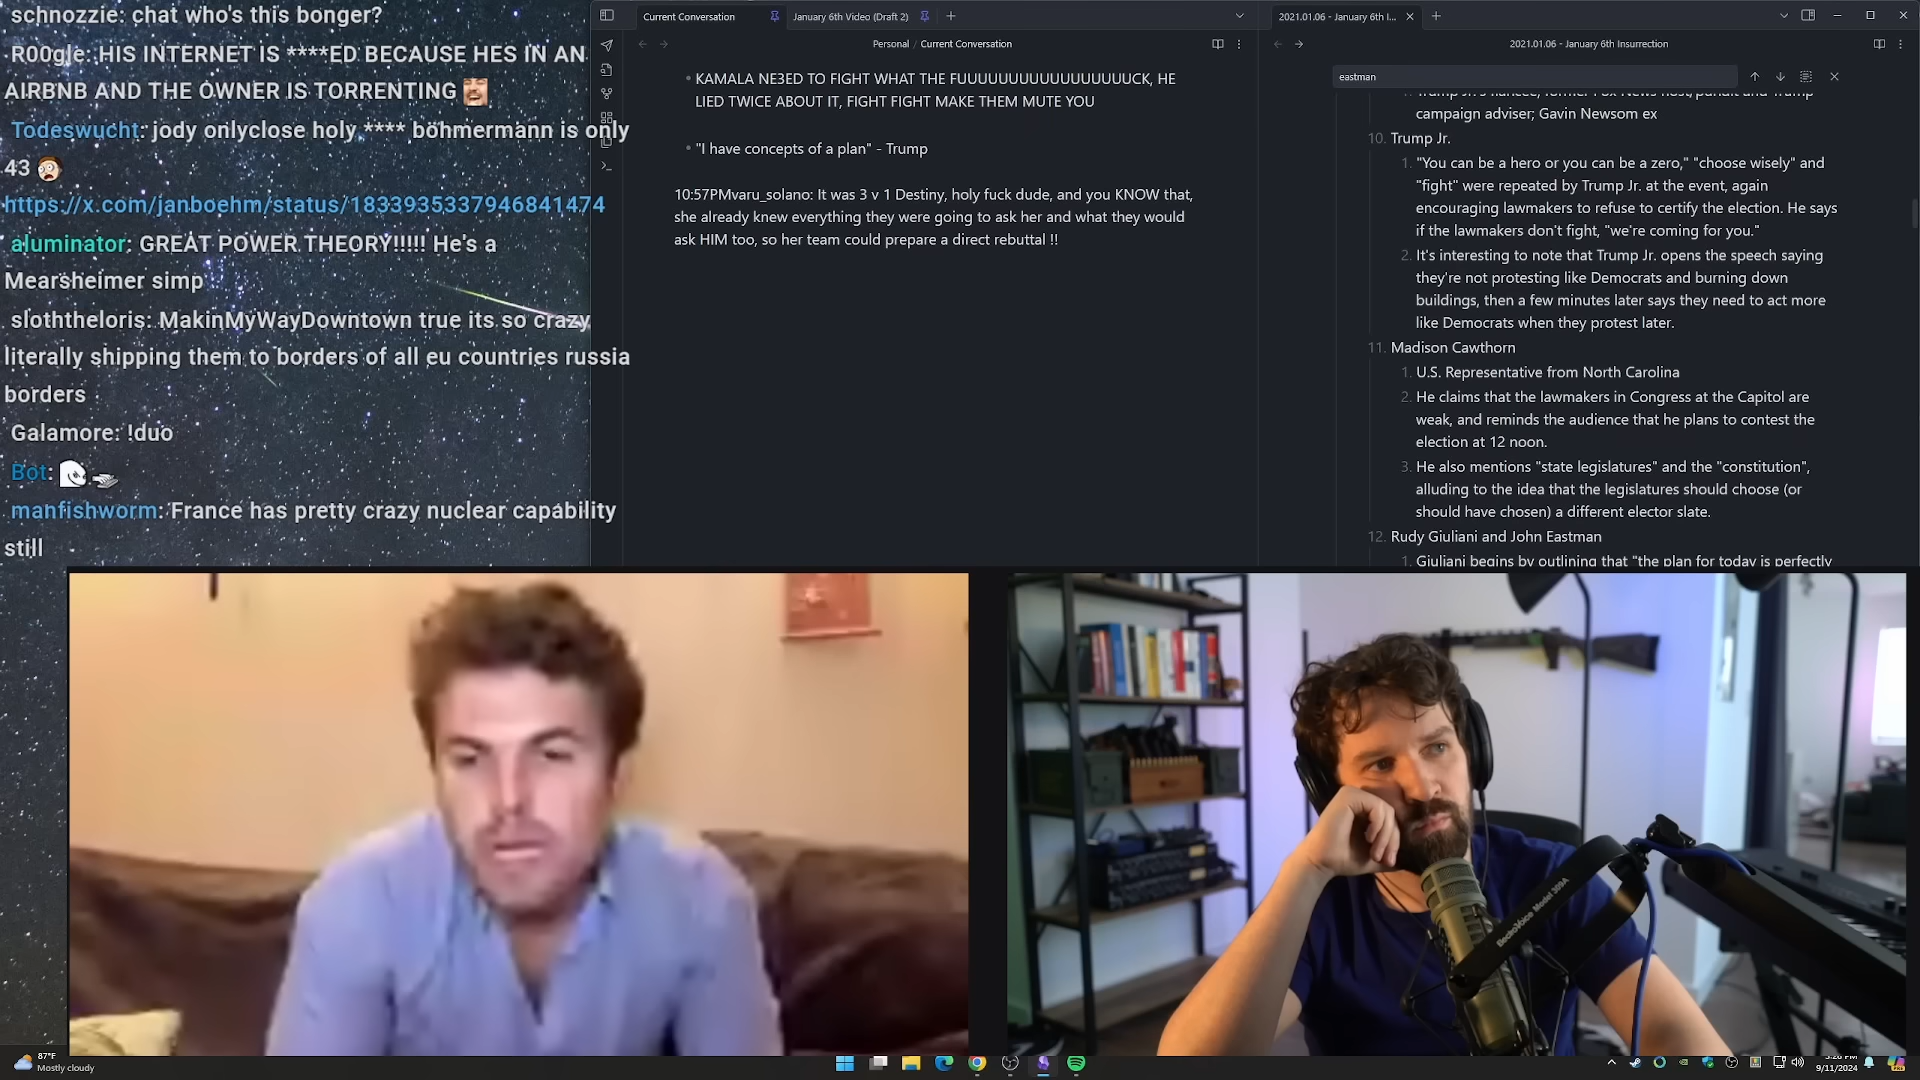 schnozzie: chat who's this bonger?
R00gle: HIS INTERNET IS ****ED BECAUSE HES IN AN
AIRBNB AND THE OWNER IS TORRENTING
Todeswucht: jody onlyclose holy **** böhmermann is only
43
https://x.com/janboehm/status/1833935337946841474
aluminator: GREAT POWER THEORY!!!!! He's a
Mearsheimer simp
sloththeloris: MakinMyWayDowntown true its so crazy
literally shipping them to borders of all eu countries russia
borders
Galamore: !duo
Bot:
manfishworm: France has pretty crazy nuclear capability
still
Current Conversation
January 6th Video (Draft 2)
Personal / Current Conversation
• KAMALA NE3ED TO FIGHT WHAT THE FUUUUUUUUUUUUUUUUUCK, HE
LIED TWICE ABOUT IT, FIGHT FIGHT MAKE THEM MUTE YOU
• "I have concepts of a plan" - Trump
10:57PMvaru_solano: It was 3 v 1 Destiny, holy fuck dude, and you KNOW that,
she already knew everything they were going to ask her and what they would
ask HIM too, so her team could prepare a direct rebuttal !!
2021.01.06 - January 6th I...
2021.01.06 - January 6th Insurrection
eastman
campaign adviser; Gavin Newsom ex
10. Trump Jr.
1. "You can be a hero or you can be a zero," "choose wisely" and
"fight" were repeated by Trump Jr. at the event, again
encouraging lawmakers to refuse to certify the election. He says
if the lawmakers don't fight, "we're coming for you."
2. It's interesting to note that Trump Jr. opens the speech saying
they're not protesting like Democrats and burning down
buildings, then a few minutes later says they need to act more
like Democrats when they protest later.
11. Madison Cawthorn
1. U.S. Representative from North Carolina
2. He claims that the lawmakers in Congress at the Capitol are
weak, and reminds the audience that he plans to contest the
election at 12 noon.
3. He also mentions "state legislatures" and the "constitution",
alluding to the idea that the legislatures should choose (or
should have chosen) a different elector slate.
12. Rudy Giuliani and John Eastman
1. Giuliani begins by outlining that "the plan for today is perfectly
ElectroVoice Model 309A
87°F
Mostly cloudy
9/11/2024